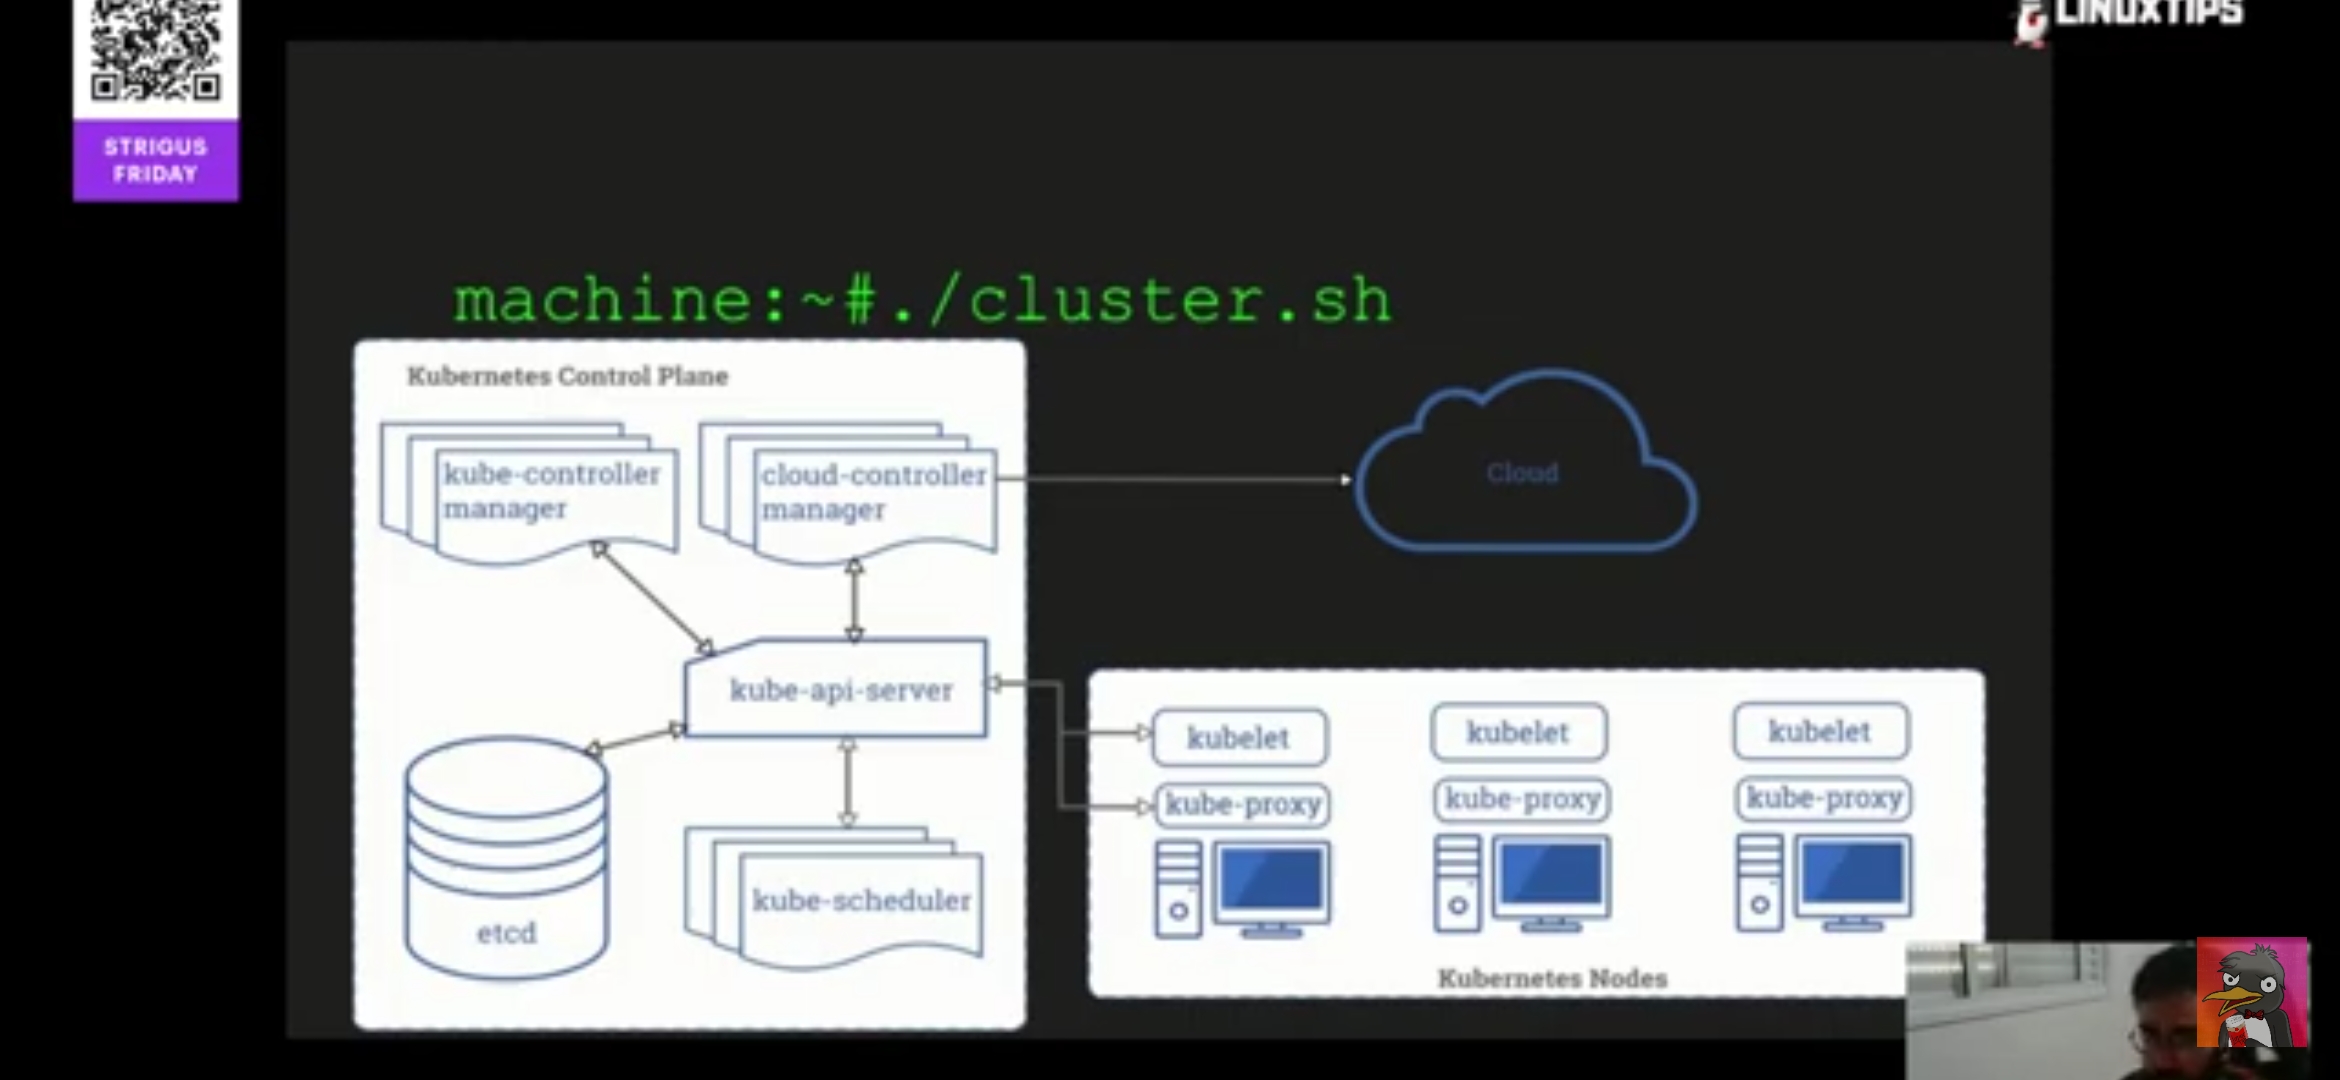 LINUXTIPS
STRIGUS
FRIDAY
machine:~#./cluster.sh
Kubernetes Control Plane
kube-controller
manager
cloud-controller
manager
Cloud
kube-api-server
etcd
kube-scheduler
kubelet
kubelet
kubelet
kube-proxy
kube-proxy
kube-proxy
Kubernetes Nodes